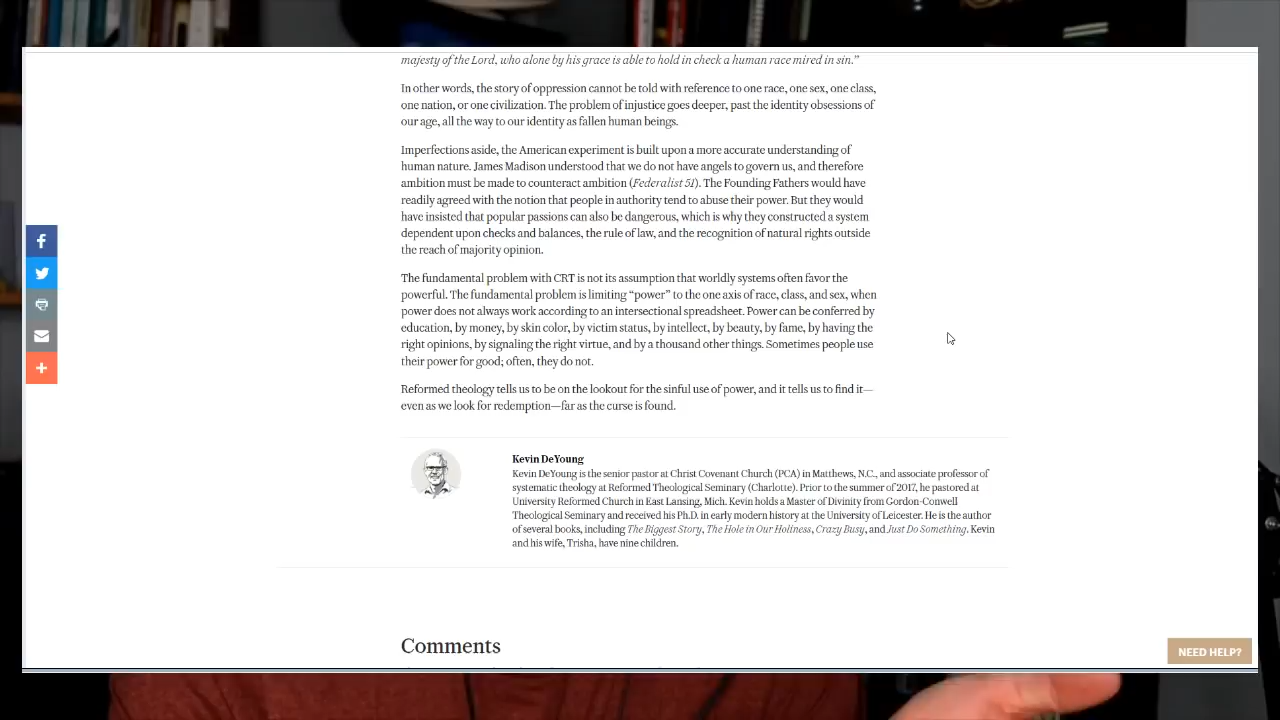 majesty of the Lord, who alone by his grace is able to hold in check a human race mired in sin.”
In other words, the story of oppression cannot be told with reference to one race, one sex, one class,
one nation, or one civilization. The problem of injustice goes deeper, past the identity obsessions of
our age, all the way to our identity as fallen human beings.
Imperfections aside, the American experiment is built upon a more accurate understanding of
human nature. James Madison understood that we do not have angels to govern us, and therefore
ambition must be made to counteract ambition (Federalist 51). The Founding Fathers would have
readily agreed with the notion that people in authority tend to abuse their power. But they would
have insisted that popular passions can also be dangerous, which is why they constructed a system
dependent upon checks and balances, the rule of law, and the recognition of natural rights outside
the reach of majority opinion.
The fundamental problem with CRT is not its assumption that worldly systems often favor the
powerful. The fundamental problem is limiting “power” to the one axis of race, class, and sex, when
power does not always work according to an intersectional spreadsheet. Power can be conferred by
education, by money, by skin color, by victim status, by intellect, by beauty, by fame, by having the
right opinions, by signaling the right virtue, and by a thousand other things. Sometimes people use
their power for good; often, they do not.
Reformed theology tells us to be on the lookout for the sinful use of power, and it tells us to find it—
even as we look for redemption—far as the curse is found.
Kevin DeYoung
Kevin DeYoung is the senior pastor at Christ Covenant Church (PCA) in Matthews, N.C., and associate professor of
systematic theology at Reformed Theological Seminary (Charlotte). Prior to the summer of 2017, he pastored at
University Reformed Church in East Lansing, Mich. Kevin holds a Master of Divinity from Gordon-Conwell
Theological Seminary and received his Ph.D. in early modern history at the University of Leicester. He is the author
of several books, including The Biggest Story, The Hole in Our Holiness, Crazy Busy, and Just Do Something. Kevin
and his wife, Trisha, have nine children.
Comments
NEED HELP?